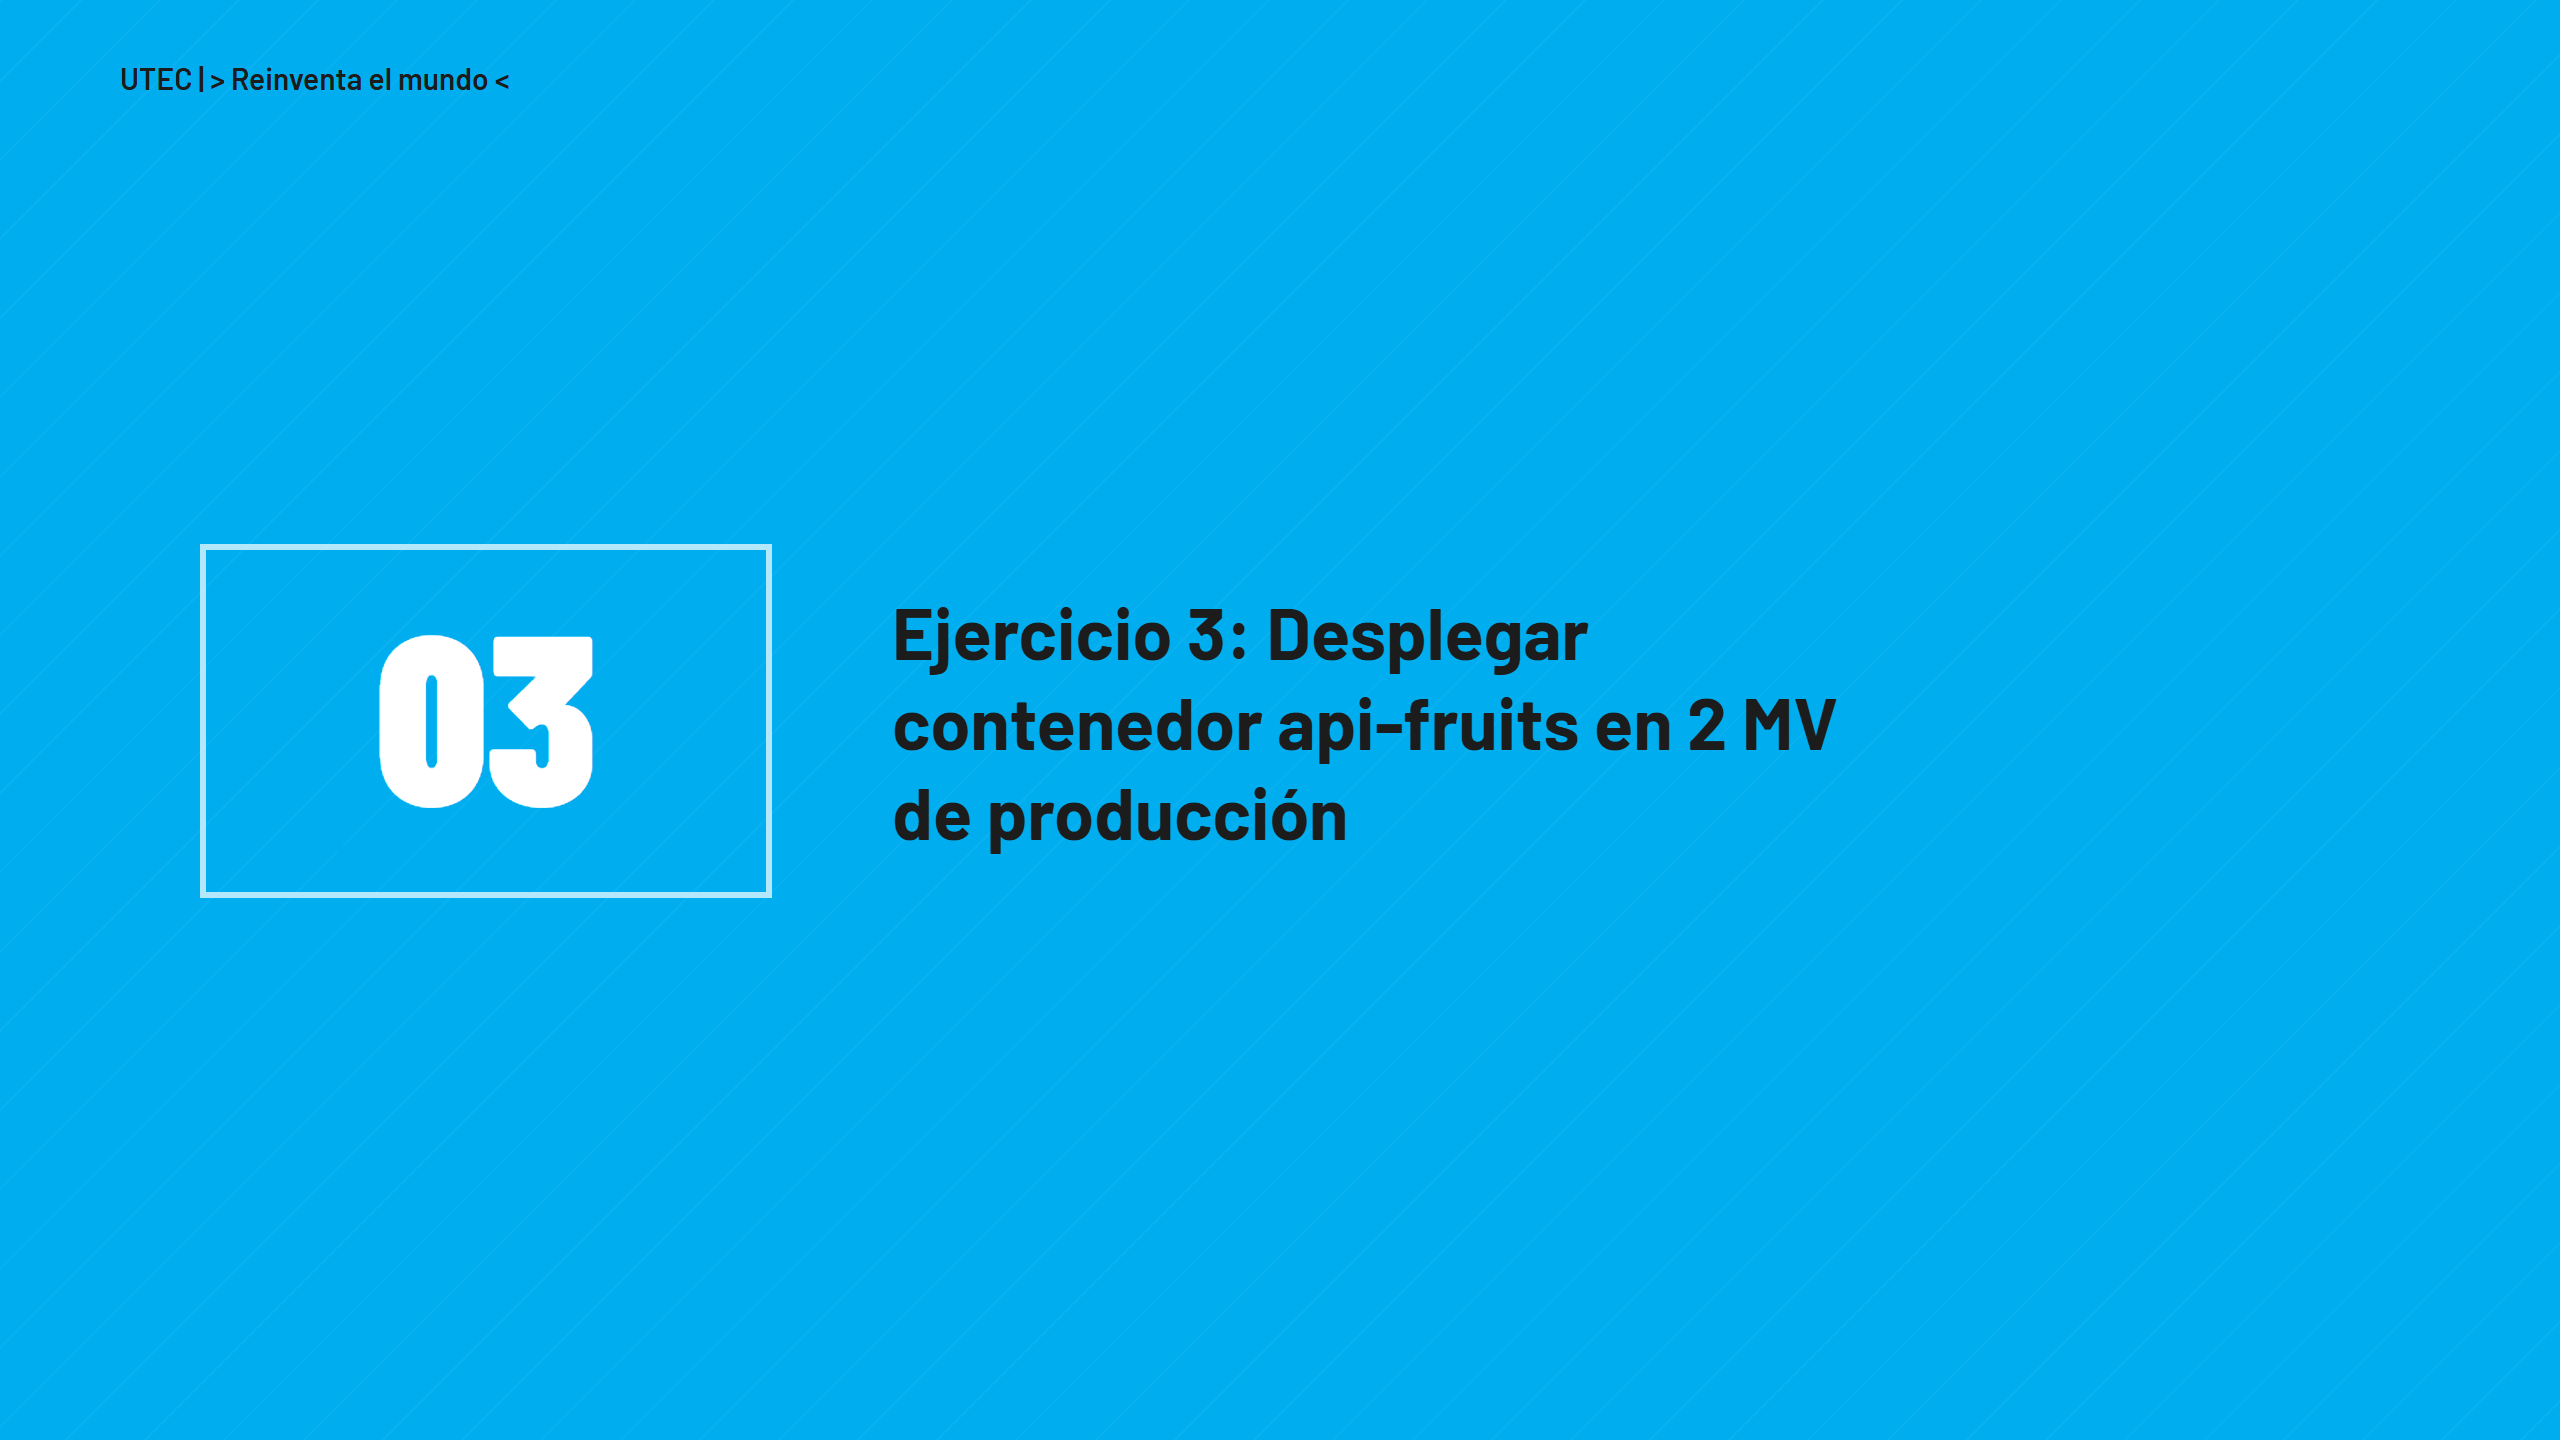 UTEC | > Reinventa el mundo <
03
Ejercicio 3: Desplegar
contenedor api-fruits en 2 MV
de producción